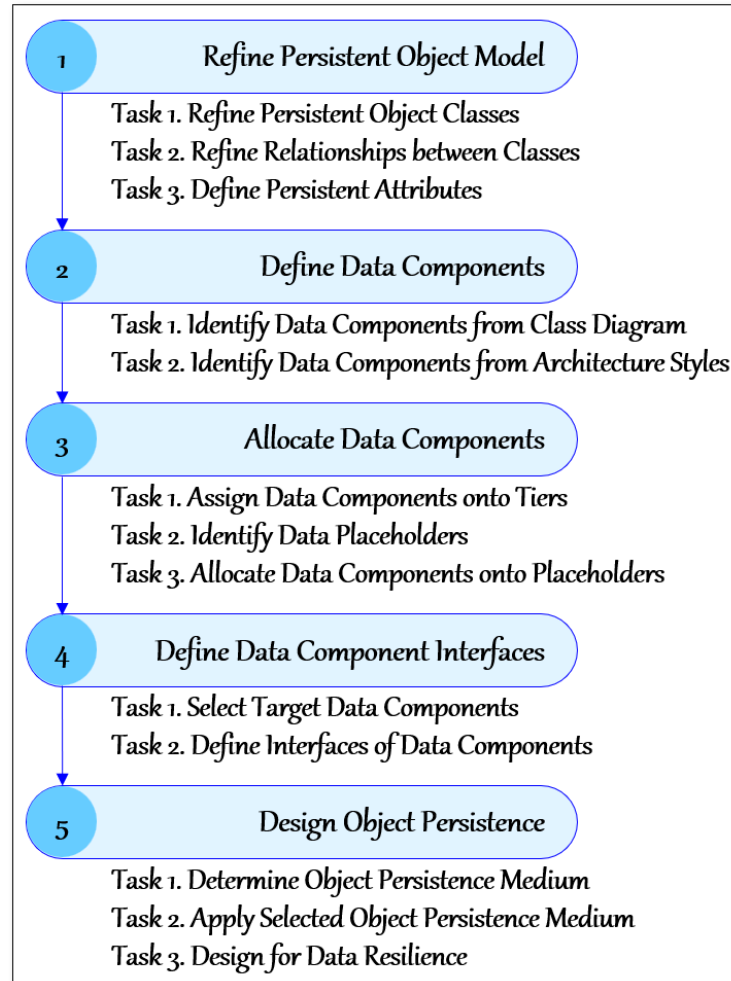 1 Refine Persistent Object Model
Task 1. Refine Persistent Object Classes
Task 2. Refine Relationships between Classes
Task 3. Define Persistent Attributes
2 Define Data Components
Task 1. Identify Data Components from Class Diagram
Task 2. Identify Data Components from Architecture Styles
3 Allocate Data Components
Task 1. Assign Data Components onto Tiers
Task 2. Identify Data Placeholders
Task 3. Allocate Data Components onto Placeholders
4 Define Data Component Interfaces
Task 1. Select Target Data Components
Task 2. Define Interfaces of Data Components
5 Design Object Persistence
Task 1. Determine Object Persistence Medium
Task 2. Apply Selected Object Persistence Medium
Task 3. Design for Data Resilience